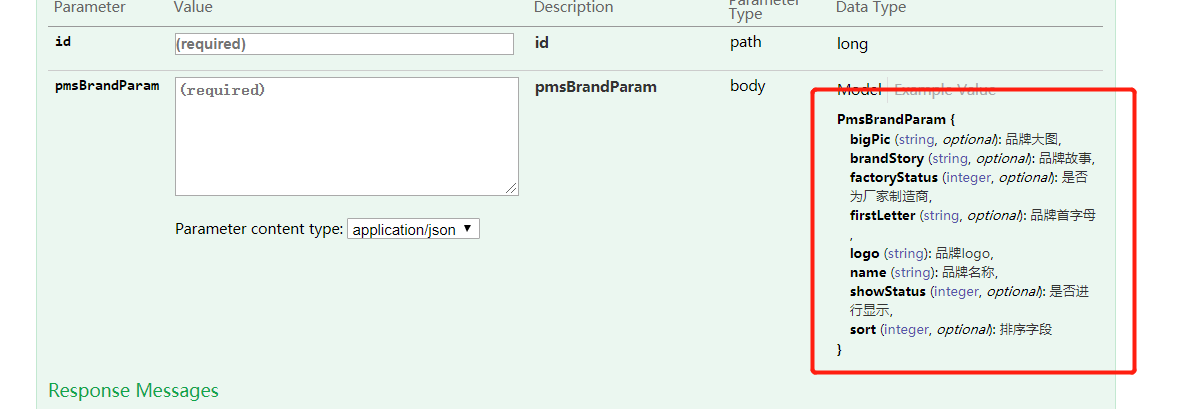 Parameter Value Description Parameter Type Data Type
id (required) id path long
pmsBrandParam (required) pmsBrandParam body Model Example Value
PmsBrandParam {
bigPic (string, optional): 品牌大图,
brandStory (string, optional): 品牌故事,
factoryStatus (integer, optional): 是否
为厂家制造商,
firstLetter (string, optional): 品牌首字母
,
logo (string): 品牌logo,
name (string): 品牌名称,
showStatus (integer, optional): 是否进
行显示,
sort (integer, optional): 排序字段
}
Parameter content type: application/json
Response Messages